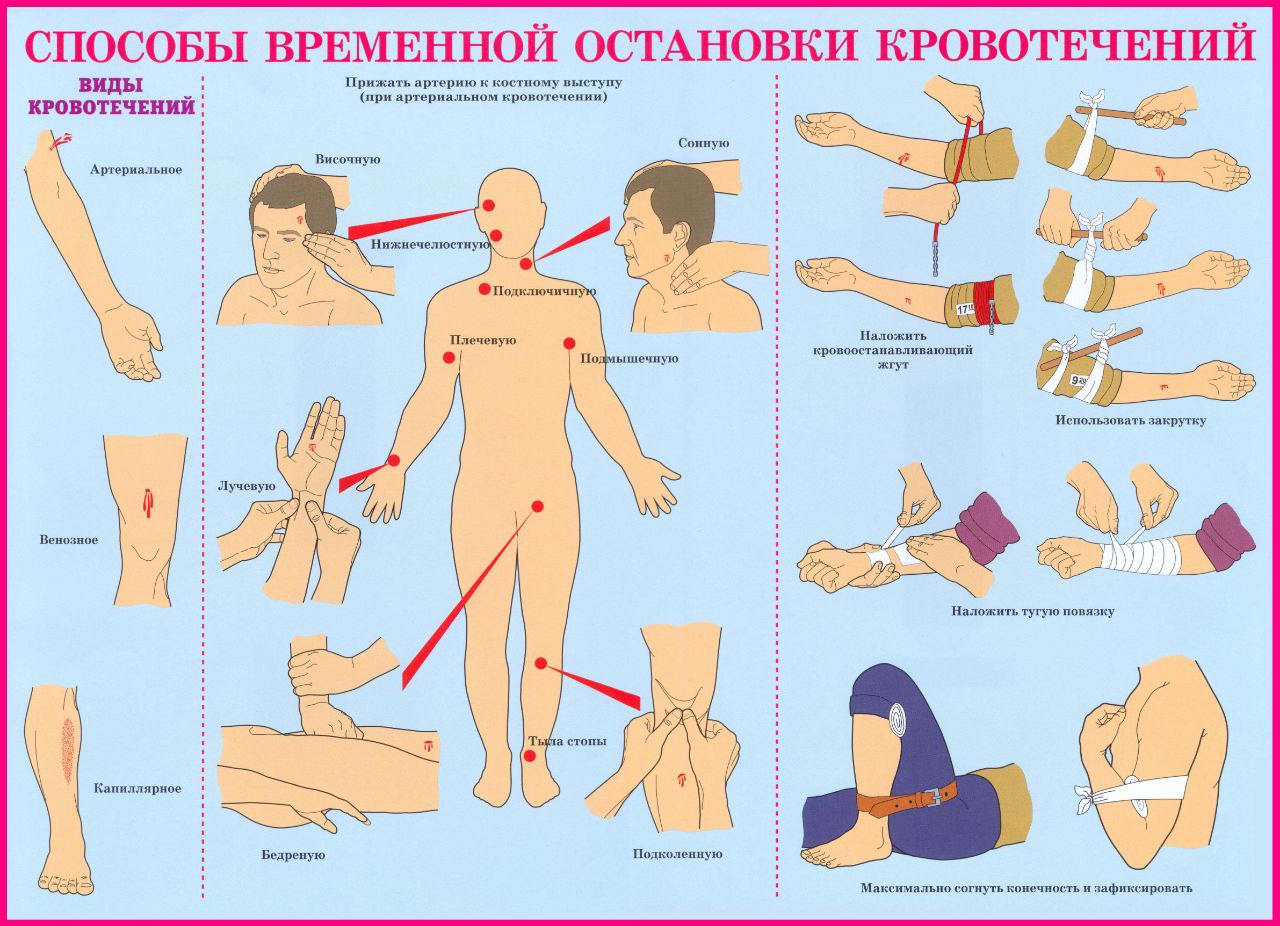 СПОСОБЫ ВРЕМЕННОЙ ОСТАНОВКИ КРОВОТЕЧЕНИЙ
ВИДЫ
КРОВОТЕЧЕНИЙ
Артериальное
Венозное
Капиллярное
Прижать артерию к костному выступу
(при артериальном кровотечении)
Височную
Сонную
Нижнечелюстную
Подключичную
Плечевую
Подмышечную
Лучевую
Тыла стопы
Бедреную
Подколенную
Наложить
кровоостанавливающий
жгут
9 20
Использовать закрутку
Наложить тугую повязку
Максимально согнуть конечность и зафиксировать